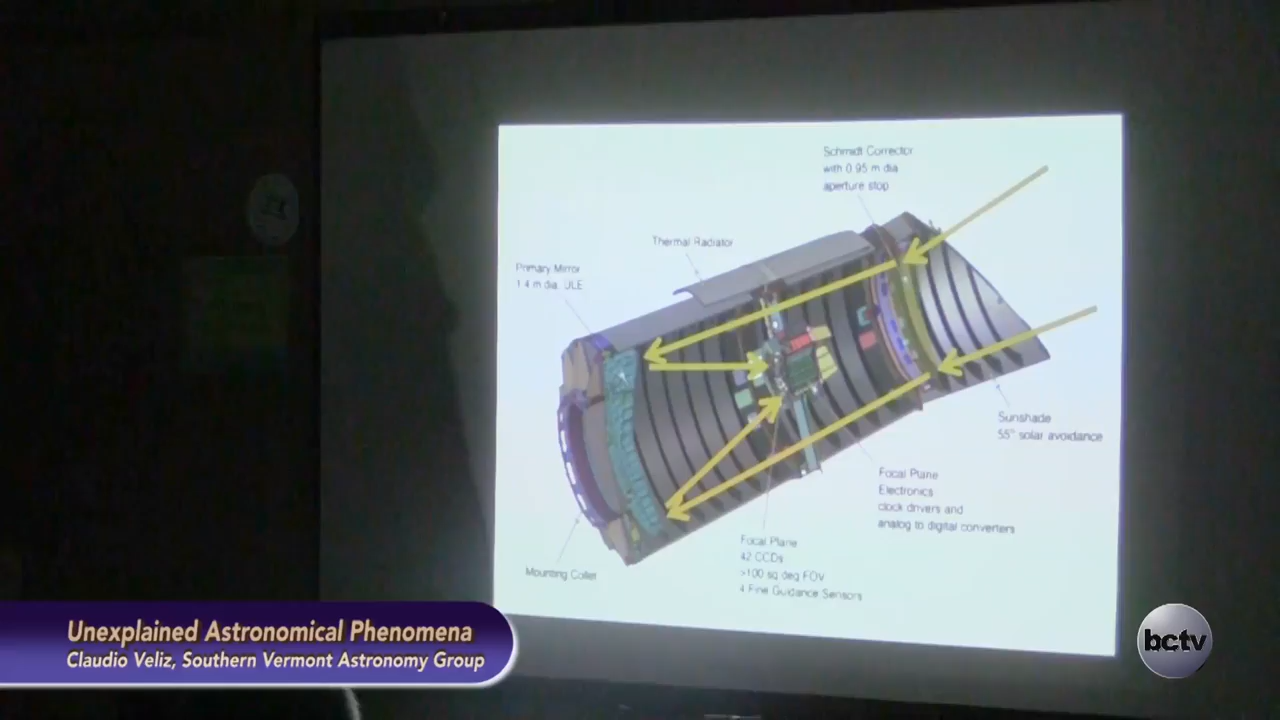 Schmidt Corrector
with 0.95 m dia
aperture stop
Thermal Radiator
Primary Mirror
1.4 m dia. ULE
Sunshade
55° solar avoidance
Focal Plane
Electronics
clock drivers and
analog to digital converters
Focal Plane
42 CCDs
>100 sq deg FOV
4 Fine Guidance Sensors
Mounting Collet
Unexplained Astronomical Phenomena
Claudio Veliz, Southern Vermont Astronomy Group
bctv